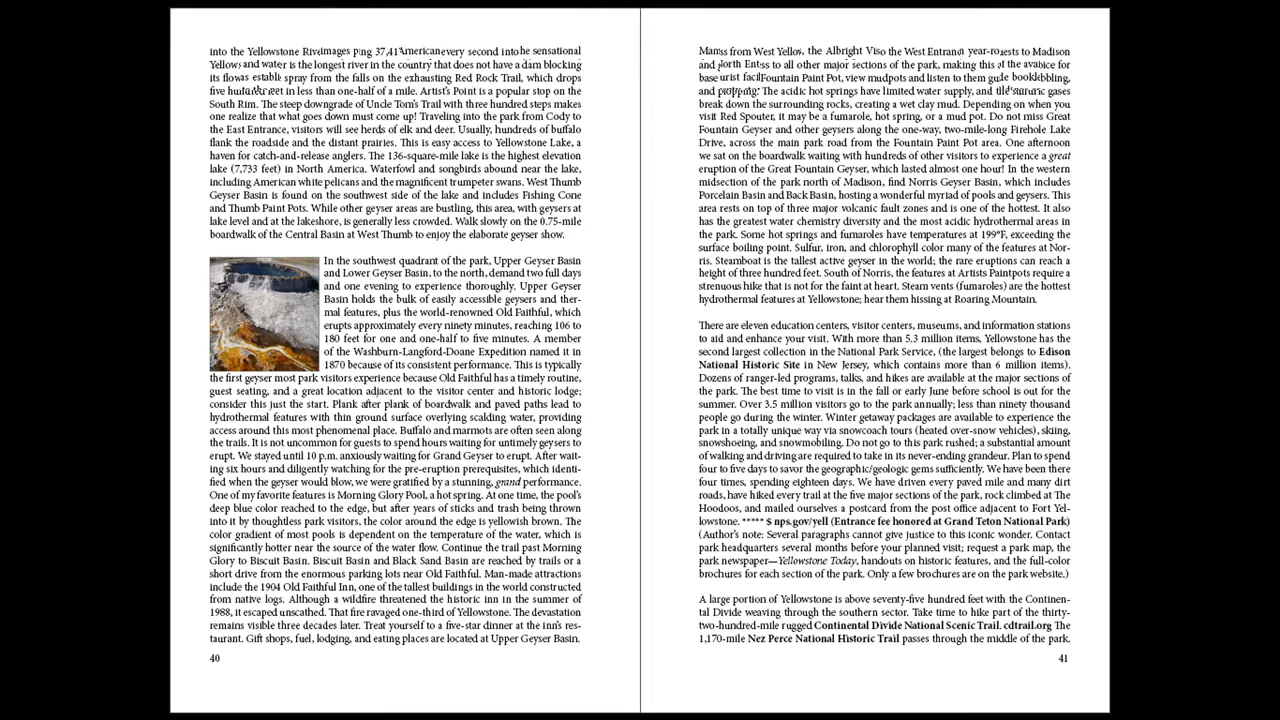 into the Yellowstone
is the longest river in the country that does not have a dam blocking
spray from the falls on the exhausting Red Rock Trail, which drops
in less than one-half of a mile. Artist's Point is a popular stop on the
South Rim. The steep downgrade of Uncle Tom's Trail with three hundred steps makes
one realize that what goes down must come up! Traveling into the park from Cody to
the East Entrance, visitors will see herds of elk and deer. Usually, hundreds of buffalo
flank the roadside and the distant prairies. This is easy access to Yellowstone Lake, a
haven for catch-and-release anglers. The 136-square-mile lake is the highest elevation
lake (7,733 feet) in North America. Waterfowl and songbirds abound near the lake,
including American white pelicans and the magnificent trumpeter swans. West Thumb
Geyser Basin is found on the southwest side of the lake and includes Fishing Cone
and Thumb Paint Pots. While other geyser areas are bustling, this area, with geysers at
lake level and at the lakeshore, is generally less crowded. Walk slowly on the 0.75-mile
boardwalk of the Central Basin at West Thumb to enjoy the elaborate geyser show.
In the southwest quadrant of the park, Upper Geyser Basin
and Lower Geyser Basin, to the north, demand two full days
and one evening to experience thoroughly. Upper Geyser
Basin holds the bulk of easily accessible geysers and ther-
mal features, plus the world-renowned Old Faithful, which
erupts approximately every ninety minutes, reaching 106 to
180 feet for one and one-half to five minutes. A member
of the Washburn-Langford-Doane Expedition named it in
1870 because of its consistent performance. This is typically
the first geyser most park visitors experience because Old Faithful has a timely routine,
guest seating, and a great location adjacent to the visitor center and historic lodge;
consider this just the start. Plank after plank of boardwalk and paved paths lead to
hydrothermal features with thin ground surface overlying scalding water, providing
access around this most phenomenal place. Buffalo and marmots are often seen along
the trails. It is not uncommon for guests to spend hours waiting for untimely geysers to
erupt. We stayed until 10 p.m. anxiously waiting for Grand Geyser to erupt. After wait-
ing six hours and diligently watching for the pre-eruption prerequisites, which identi-
fied when the geyser would blow, we were gratified by a stunning, grand performance.
One of my favorite features is Morning Glory Pool, a hot spring. At one time, the pool's
deep blue color reached to the edge, but after years of sticks and trash being thrown
into it by thoughtless park visitors, the color around the edge is yellowish brown. The
color gradient of most pools is dependent on the temperature of the water, which is
significantly hotter near the source of the water flow. Continue the trail past Morning
Glory to Biscuit Basin. Biscuit Basin and Black Sand Basin are reached by trails or a
short drive from the enormous parking lots near Old Faithful. Man-made attractions
include the 1904 Old Faithful Inn, one of the tallest buildings in the world constructed
from native logs. Although a wildfire threatened the historic inn in the summer of
1988, it escaped unscathed. That fire ravaged one-third of Yellowstone. The devastation
remains visible three decades later. Treat yourself to a five-star dinner at the inn's res-
taurant. Gift shops, fuel, lodging, and eating places are located at Upper Geyser Basin.
40
from West the Albright the West to Madison
and to all other major sections of the park, making this for
base Fountain Paint Pot, view mudpots and listen to them
and The acidic hot springs have limited water supply, and gases
break down the surrounding rocks, creating a wet clay mud. Depending on when you
visit Red Spouter, it may be a fumarole, hot spring, or a mud pot. Do not miss Great
Fountain Geyser and other geysers along the one-way, two-mile-long Firehole Lake
Drive, across the main park road from the Fountain Paint Pot area. One afternoon
we sat on the boardwalk waiting with hundreds of other visitors to experience a great
eruption of the Great Fountain Geyser, which lasted almost one hour! In the western
midsection of the park north of Madison, find Norris Geyser Basin, which includes
Porcelain Basin and Back Basin, hosting a wonderful myriad of pools and geysers. This
area rests on top of three major volcanic fault zones and is one of the hottest. It also
has the greatest water chemistry diversity and the most acidic hydrothermal areas in
the park. Some hot springs and fumaroles have temperatures at 199°F, exceeding the
surface boiling point. Sulfur, iron, and chlorophyll color many of the features at Nor-
ris. Steamboat is the tallest active geyser in the world; the rare eruptions can reach a
height of three hundred feet. South of Norris, the features at Artists Paintpots require a
strenuous hike that is not for the faint at heart. Steam vents (fumaroles) are the hottest
hydrothermal features at Yellowstone; hear them hissing at Roaring Mountain.
There are eleven education centers, visitor centers, museums, and information stations
to aid and enhance your visit. With more than 5.3 million items, Yellowstone has the
second largest collection in the National Park Service, (the largest belongs to Edison
National Historic Site in New Jersey, which contains more than 6 million items).
Dozens of ranger-led programs, talks, and hikes are available at the major sections of
the park. The best time to visit is in the fall or early June before school is out for the
summer. Over 3.5 million visitors go to the park annually; less than ninety thousand
people go during the winter. Winter getaway packages are available to experience the
park in a totally unique way via snowcoach tours (heated over-snow vehicles), skiing,
snowshoeing, and snowmobiling. Do not go to this park rushed; a substantial amount
of walking and driving are required to take in its never-ending grandeur. Plan to spend
four to five days to savor the geographic/geologic gems sufficiently. We have been there
four times, spending eighteen days. We have driven every paved mile and many dirt
roads, have hiked every trail at the five major sections of the park, rock climbed at The
Hoodoos, and mailed ourselves a postcard from the post office adjacent to Fort Yel-
lowstone. ***** $ nps.gov/yell (Entrance fee honored at Grand Teton National Park)
(Author's note: Several paragraphs cannot give justice to this iconic wonder. Contact
park headquarters several months before your planned visit; request a park map, the
park newspaper—Yellowstone Today, handouts on historic features, and the full-color
brochures for each section of the park. Only a few brochures are on the park website.)
A large portion of Yellowstone is above seventy-five hundred feet with the Continen-
tal Divide weaving through the southern sector. Take time to hike part of the thirty-
two-hundred-mile rugged Continental Divide National Scenic Trail. cdtrail.org The
1,170-mile Nez Perce National Historic Trail passes through the middle of the park.
41